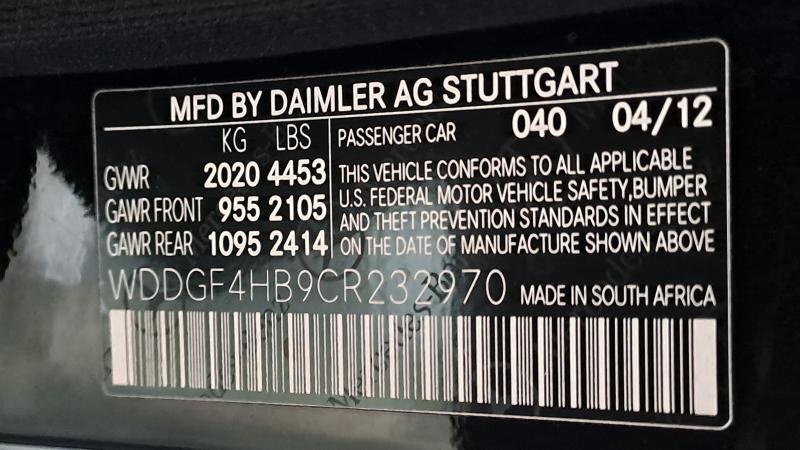 MFD BY DAIMLER AG STUTTGART
KG LBS
GVWR 2020 4453
GAWR FRONT 955 2105
GAWR REAR 1095 2414
PASSENGER CAR 040 04/12
THIS VEHICLE CONFORMS TO ALL APPLICABLE
U.S. FEDERAL MOTOR VEHICLE SAFETY,BUMPER
AND THEFT PREVENTION STANDARDS IN EFFECT
ON THE DATE OF MANUFACTURE SHOWN ABOVE
WDDGF4HB9CR232970 MADE IN SOUTH AFRICA